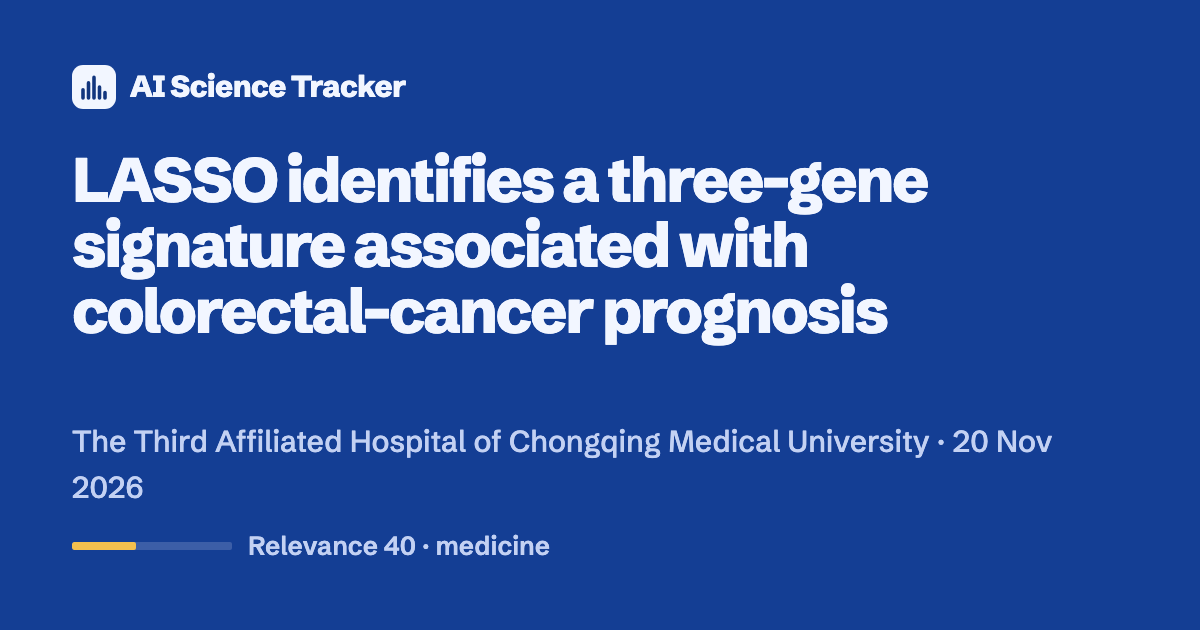 AI Science Tracker
LASSO identifies a three-gene
signature associated with
colorectal-cancer prognosis
The Third Affiliated Hospital of Chongqing Medical University · 20 Nov
2026
Relevance 40 · medicine